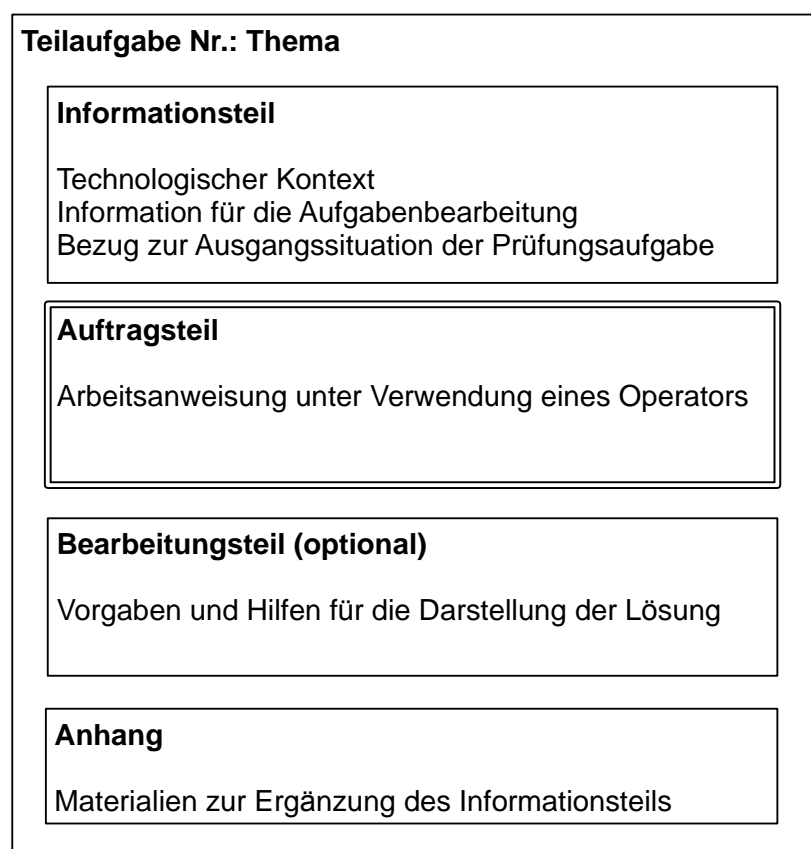 Teilaufgabe Nr.: Thema
Informationsteil
Technologischer Kontext
Information für die Aufgabenbearbeitung
Bezug zur Ausgangssituation der Prüfungsaufgabe
Auftragsteil
Arbeitsanweisung unter Verwendung eines Operators
Bearbeitungsteil (optional)
Vorgaben und Hilfen für die Darstellung der Lösung
Anhang
Materialien zur Ergänzung des Informationsteils